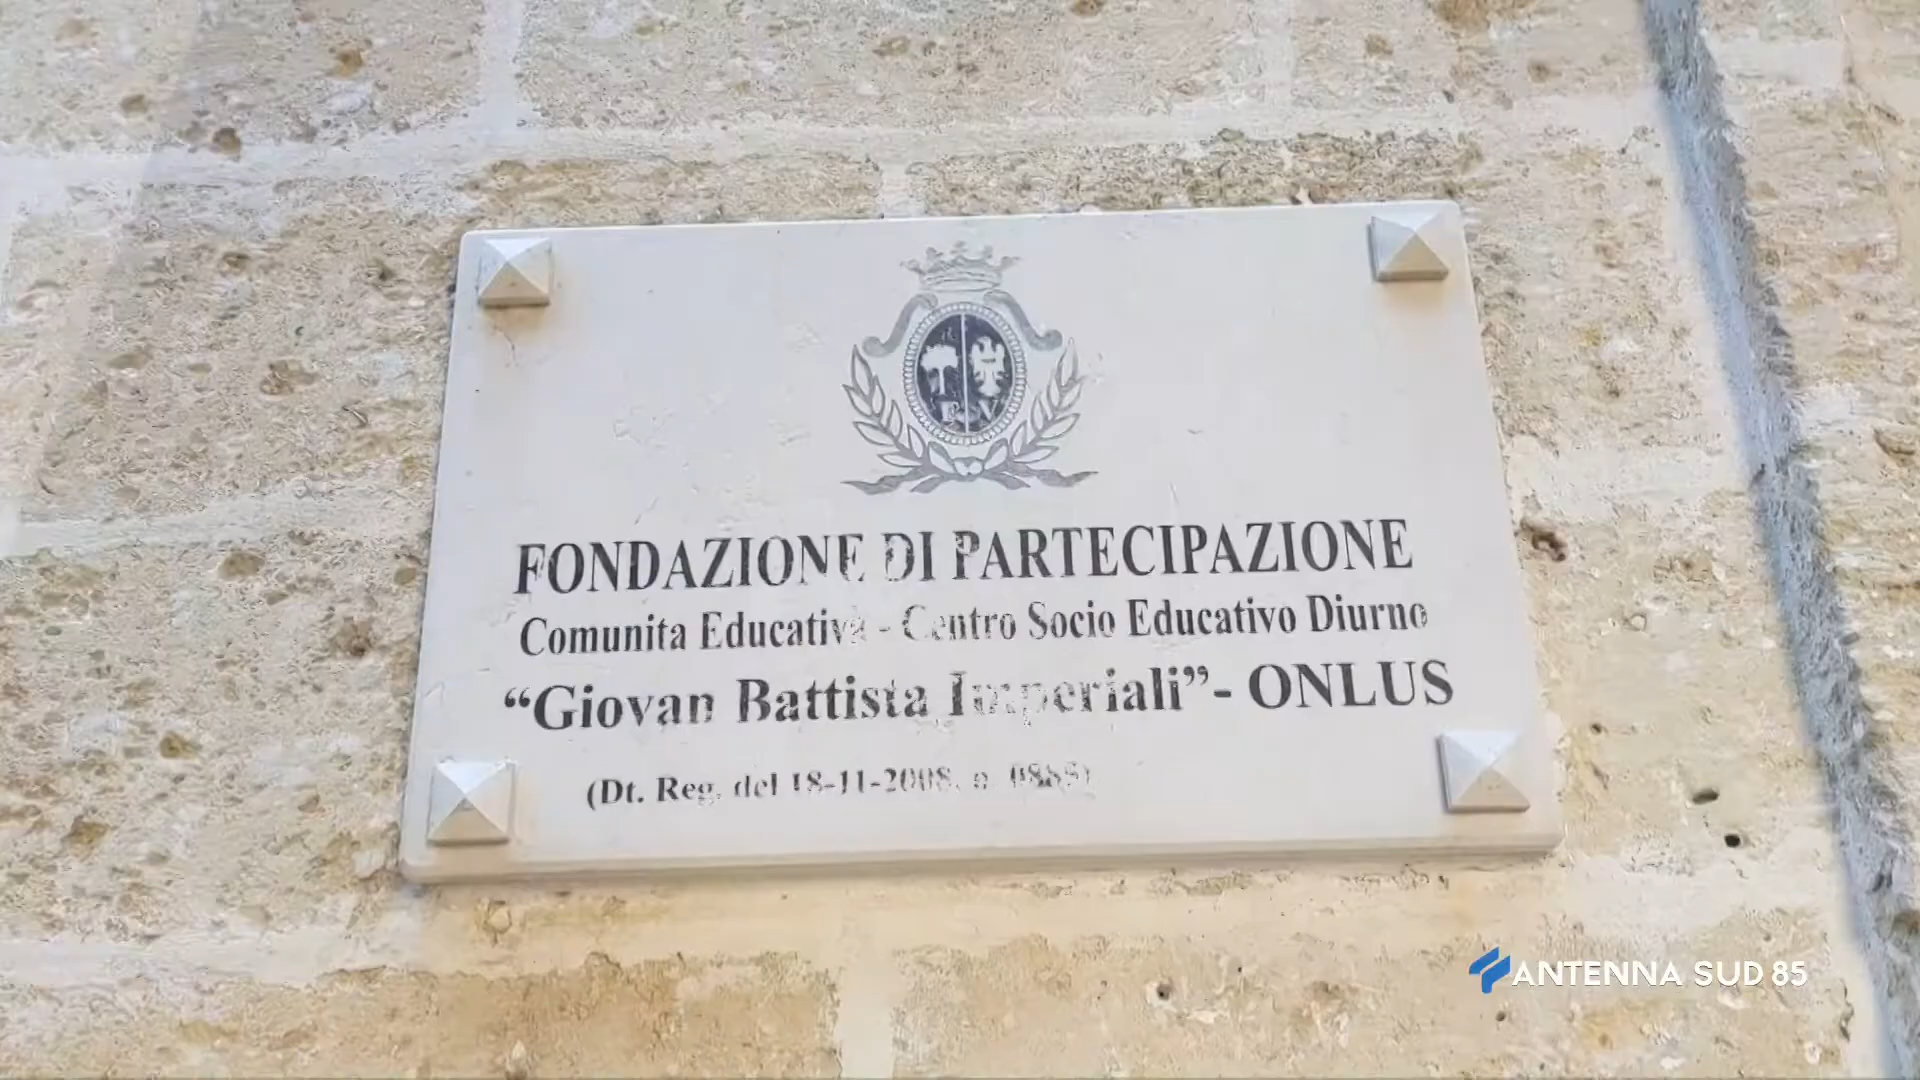 FONDAZIONE DI PARTECIPAZIONE
Comunita Educativa - Centro Socio Educativo Diurno
“Giovan Battista Imperiali”- ONLUS
(Dt. Reg. del 18-11-2008, n.
ANTENNA SUD 85